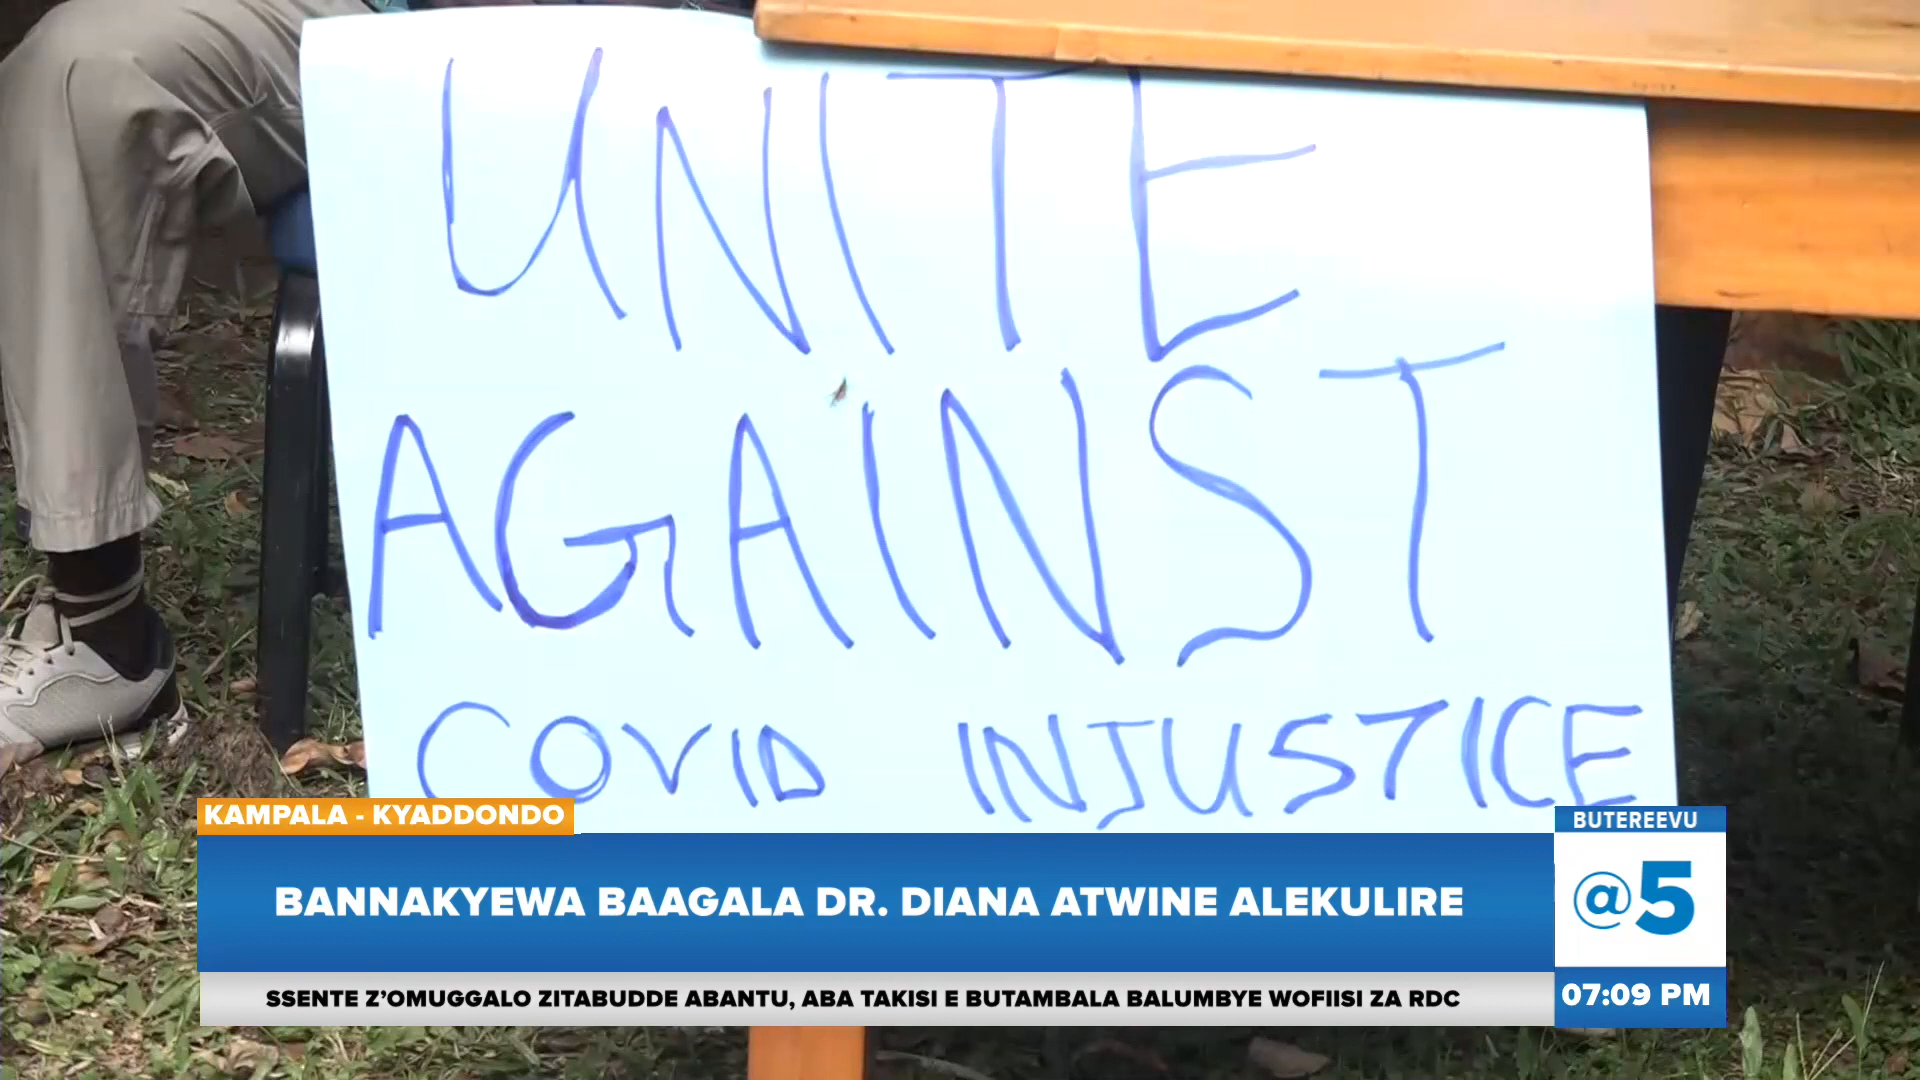 UNITE
AGAINST
COVID INJUSTICE
KAMPALA - KYADDONDO
BUTEREEVU
@5
BANNAKYEWA BAAGALA DR. DIANA ATWINE ALEKULIRE
SSENTE Z’OMUGGALO ZITABUDDE ABANTU, ABA TAKISI E BUTAMBALA BALUMBYE WOFIISI ZA RDC
07:09 PM